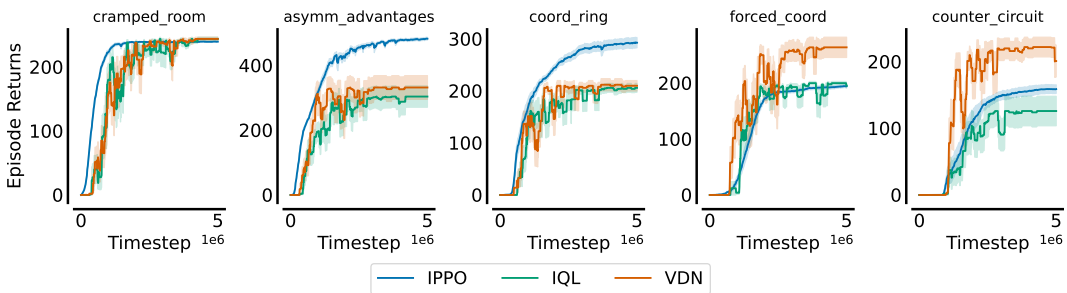 cramped_room
asymm_advantages
coord_ring
forced_coord
counter_circuit
Episode Returns
200
100
0
0
5
Timestep 1e6
400
200
0
0
5
Timestep 1e6
300
200
100
0
0
5
Timestep 1e6
200
100
0
0
5
Timestep 1e6
200
100
0
0
5
Timestep 1e6
IPPO IQL VDN